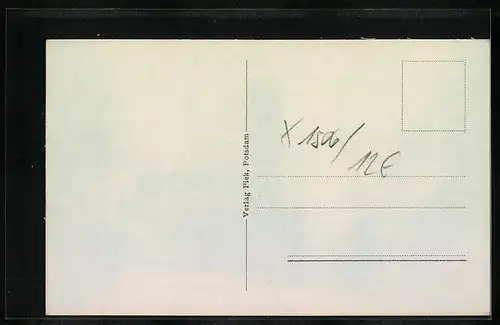 Verlag Fiek, Potsdam
X 1506/
12€